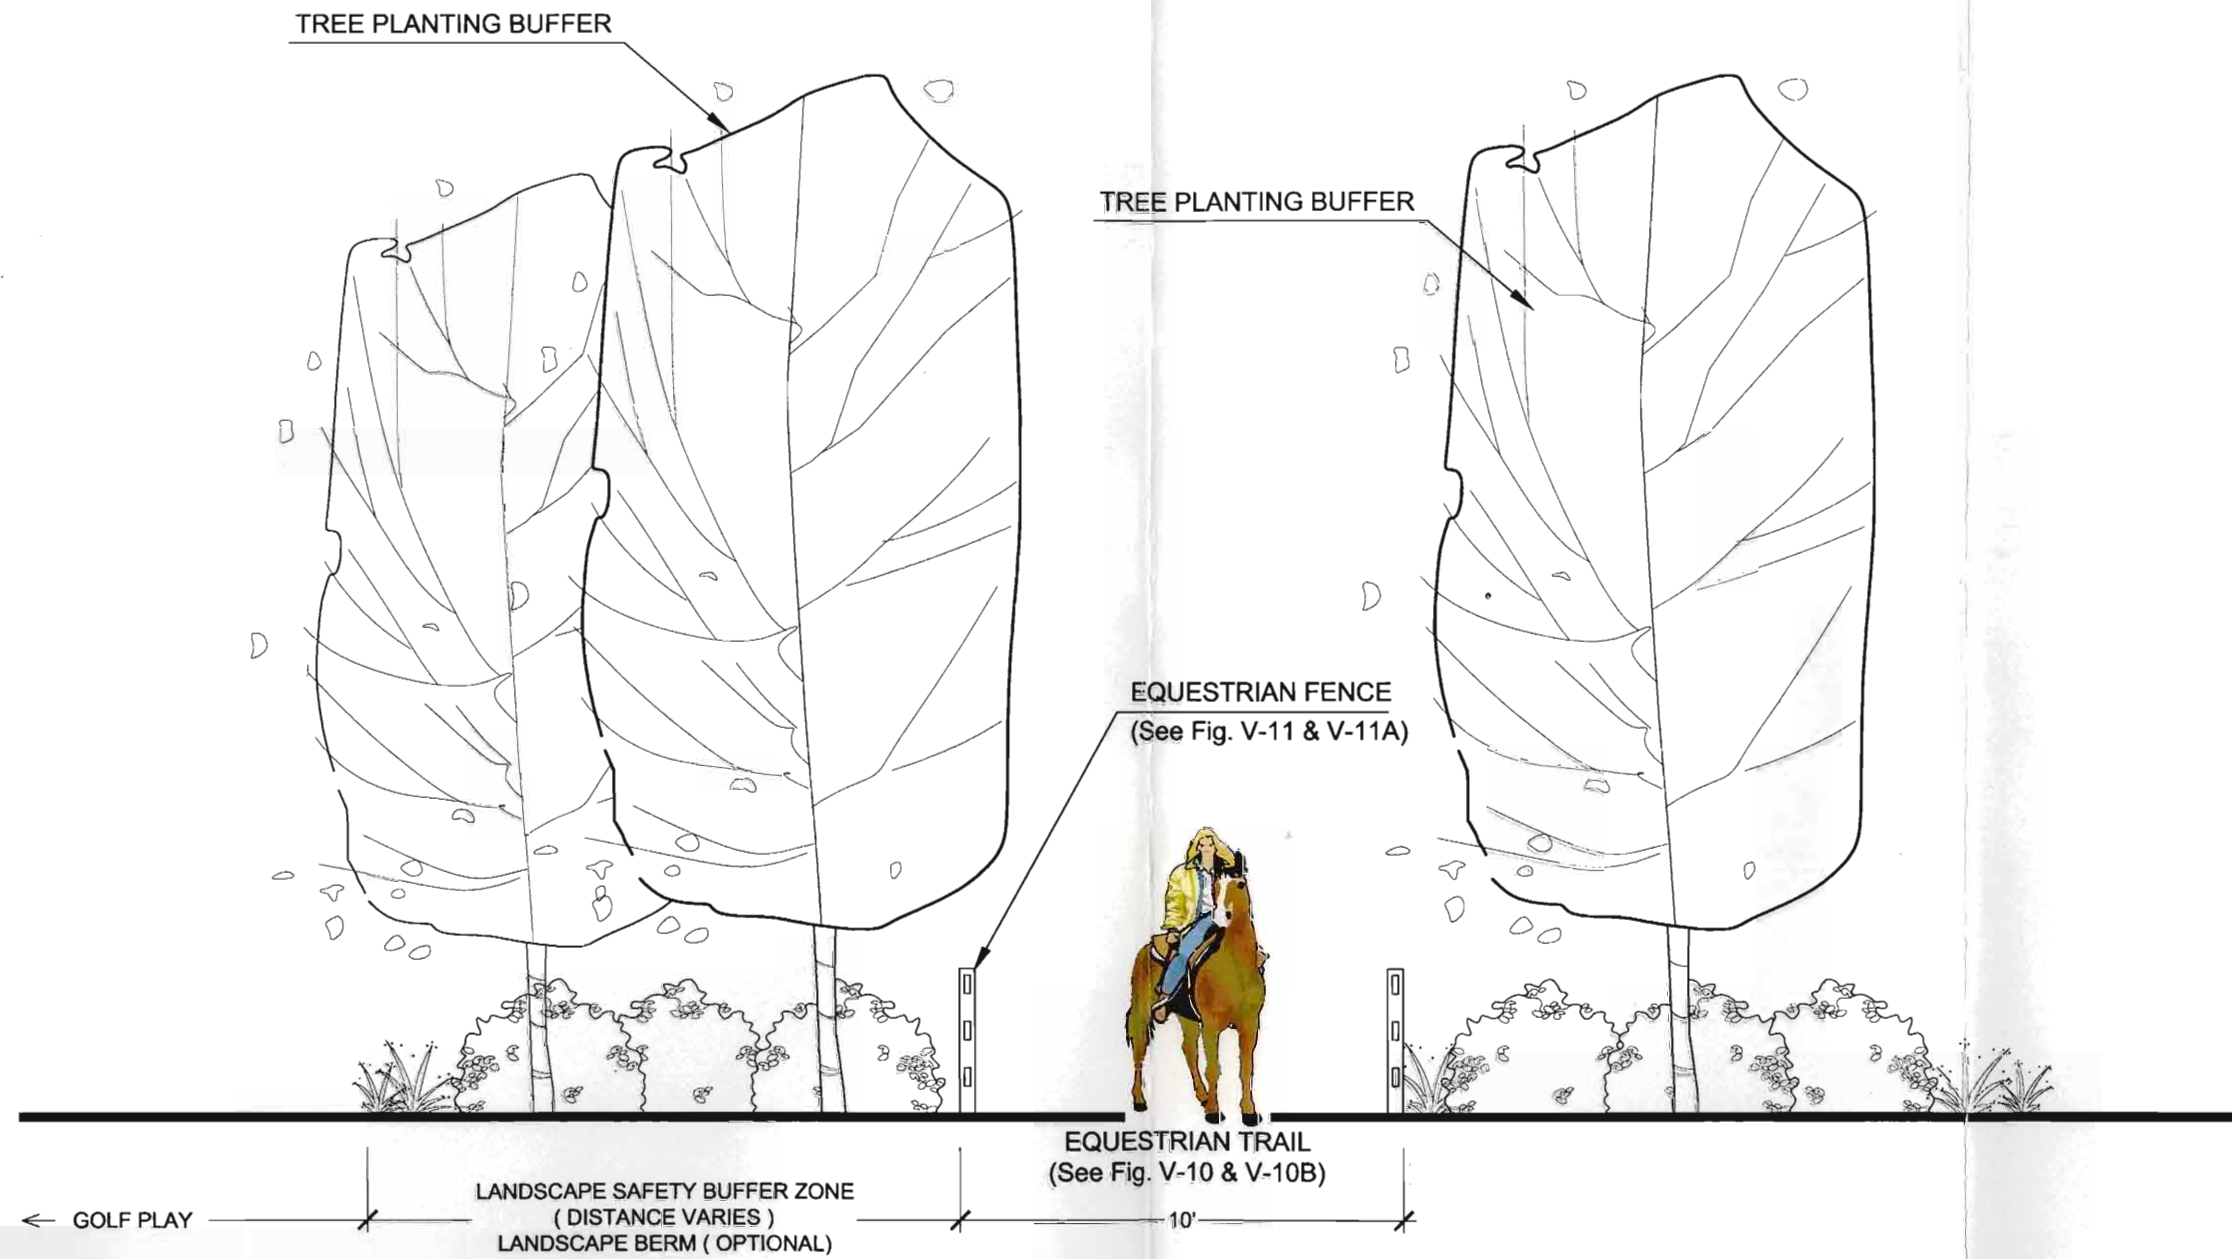 TREE PLANTING BUFFER
TREE PLANTING BUFFER
EQUESTRIAN FENCE
(See Fig. V-11 & V-11A)
EQUESTRIAN TRAIL
(See Fig. V-10 & V-10B)
LANDSCAPE SAFETY BUFFER ZONE
( DISTANCE VARIES )
LANDSCAPE BERM ( OPTIONAL)
GOLF PLAY
10'